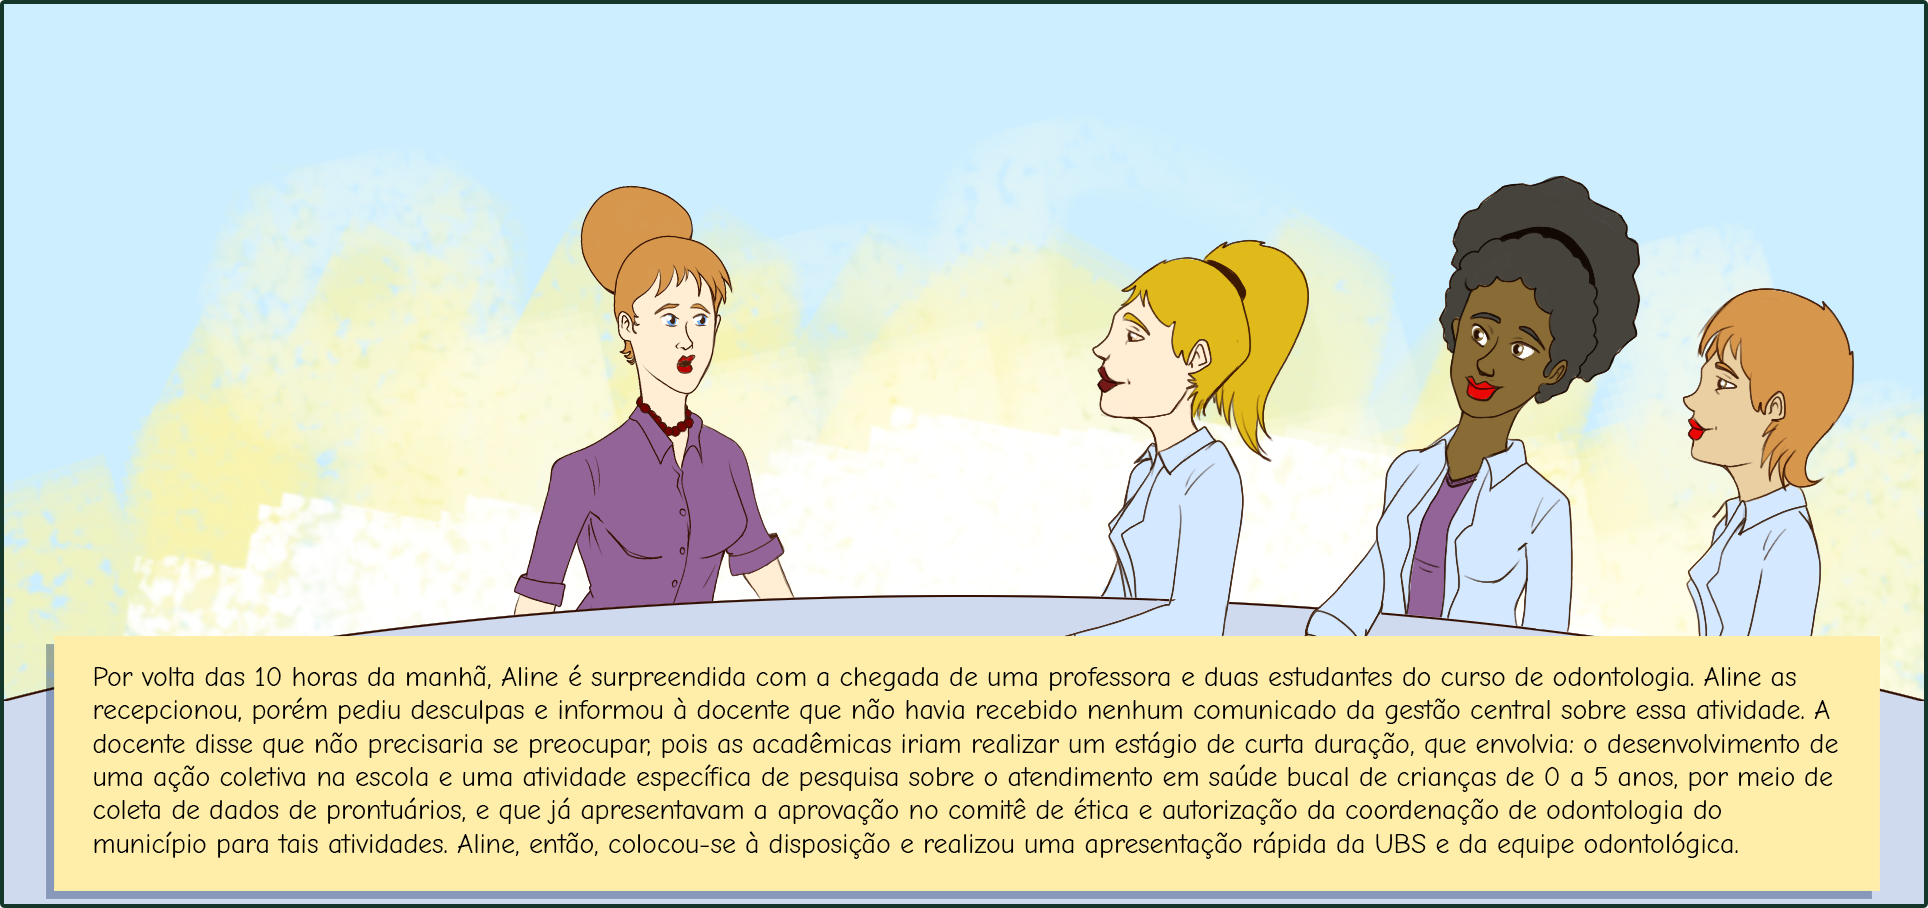 Por volta das 10 horas da manhã, Aline é surpreendida com a chegada de uma professora e duas estudantes do curso de odontologia. Aline as
recepcionou, porém pediu desculpas e informou à docente que não havia recebido nenhum comunicado da gestão central sobre essa atividade. A
docente disse que não precisaria se preocupar, pois as acadêmicas iriam realizar um estágio de curta duração, que envolvia: o desenvolvimento de
uma ação coletiva na escola e uma atividade específica de pesquisa sobre o atendimento em saúde bucal de crianças de 0 a 5 anos, por meio de
coleta de dados de prontuários, e que já apresentavam a aprovação no comitê de ética e autorização da coordenação de odontologia do
município para tais atividades. Aline, então, colocou-se à disposição e realizou uma apresentação rápida da UBS e da equipe odontológica.